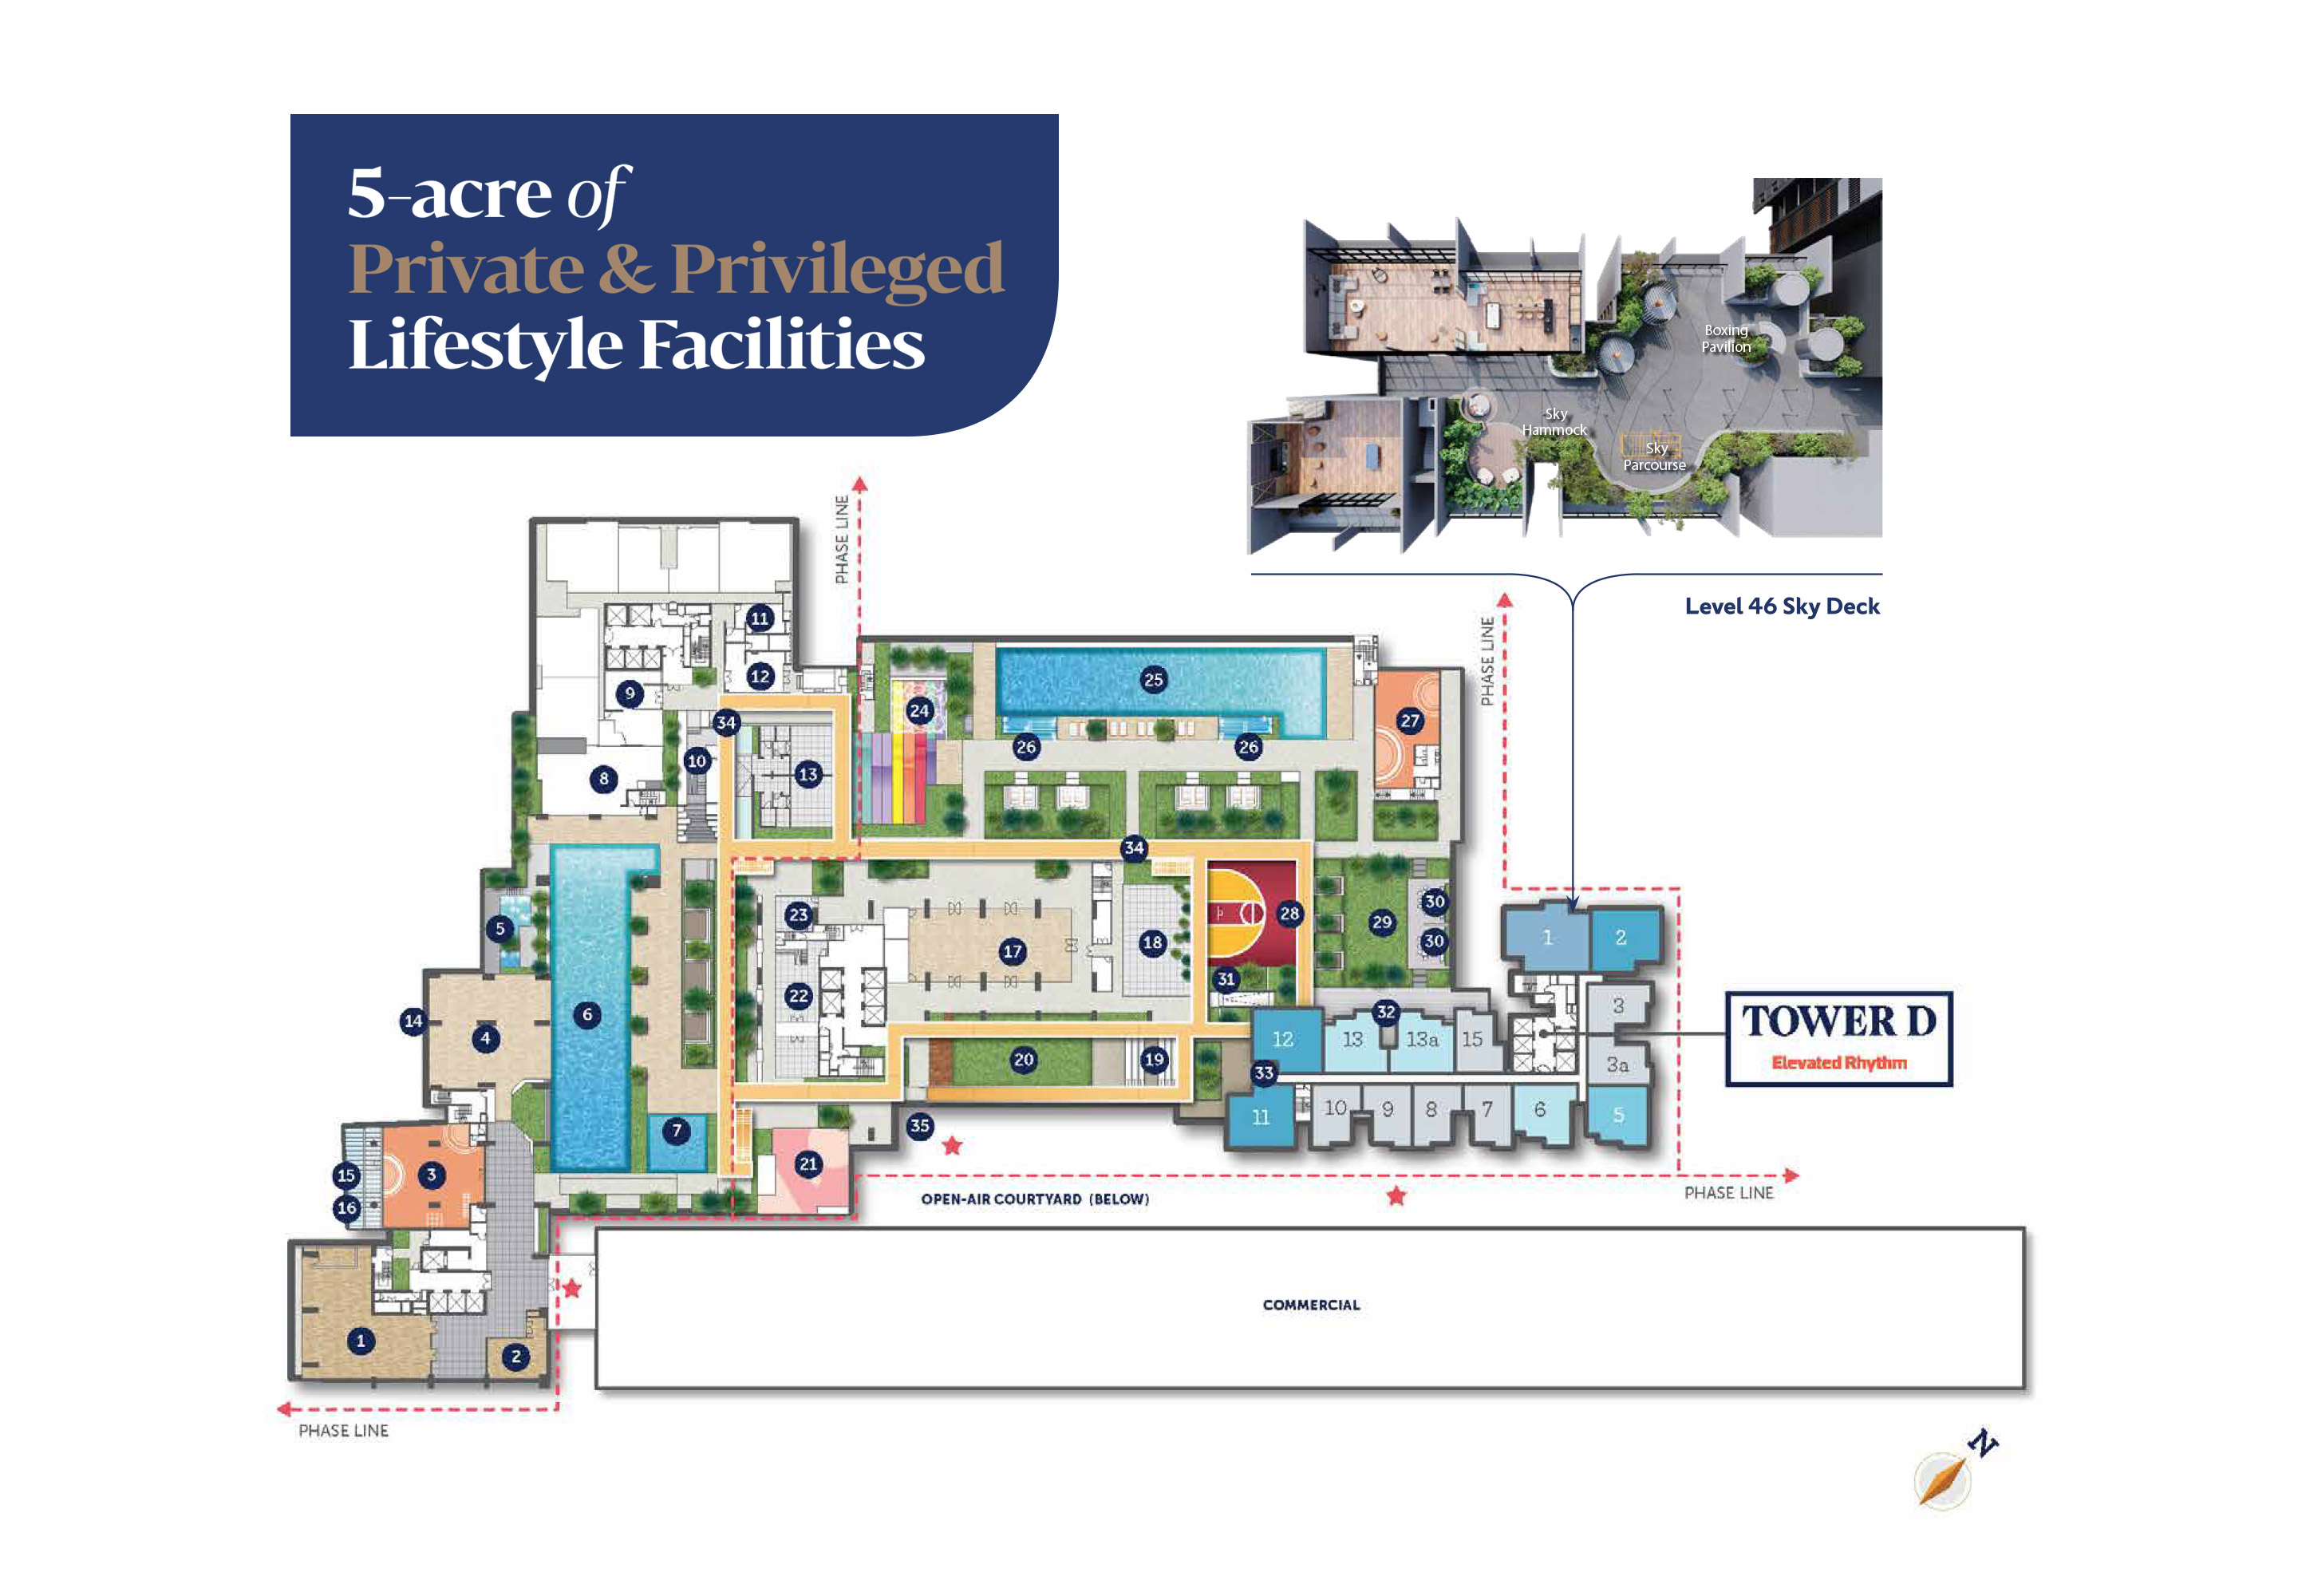 5-acre of
Private & Privileged
Lifestyle Facilities
Boxing
Pavilion
Sky
Hammock
Sky
Parcourse
Level 46 Sky Deck
PHASE LINE
PHASE LINE
11
12
9
34
10
8
13
24
25
26
26
27
34
5
6
14
4
7
15
16
3
1
2
23
22
17
18
28
31
29
30
30
32
20
19
33
35
21
1
2
3
3a
5
6
7
8
9
10
11
12
13
13a
15
TOWER D
Elevated Rhythm
OPEN-AIR COURTYARD (BELOW)
PHASE LINE
COMMERCIAL
PHASE LINE
N